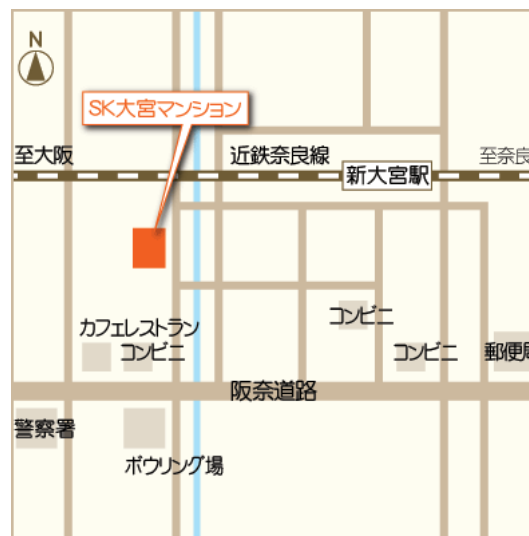 N
SK大宮マンション
至大阪
近鉄奈良線
新大宮駅
至奈良
カフェレストラン
コンビニ
コンビニ
コンビニ
郵便局
阪奈道路
警察署
ボウリング場